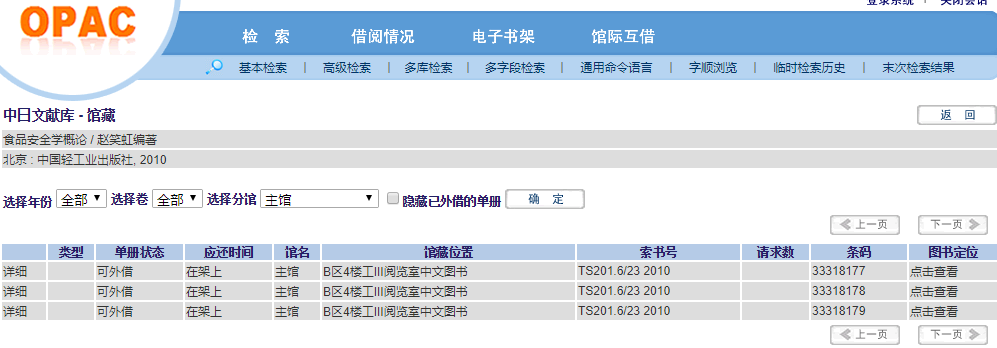 登录系统 | 关闭会话
OPAC
检 索 借阅情况 电子书架 馆际互借
基本检索 | 高级检索 | 多库检索 | 多字段检索 | 通用命令语言 | 字顺浏览 | 临时检索历史 | 末次检索结果
中日文献库 - 馆藏 返 回
食品安全学概论 / 赵笑虹编著
北京 : 中国轻工业出版社, 2010
选择年份 全部 选择卷 全部 选择分馆 主馆 隐藏已外借的单册 确 定
上一页 下一页
类型 单册状态 应还时间 馆名 馆藏位置 索书号 请求数 条码 图书定位
详细 可外借 在架上 主馆 B区4楼工III阅览室中文图书 TS201.6/23 2010 33318177 点击查看
详细 可外借 在架上 主馆 B区4楼工III阅览室中文图书 TS201.6/23 2010 33318178 点击查看
详细 可外借 在架上 主馆 B区4楼工III阅览室中文图书 TS201.6/23 2010 33318179 点击查看
上一页 下一页